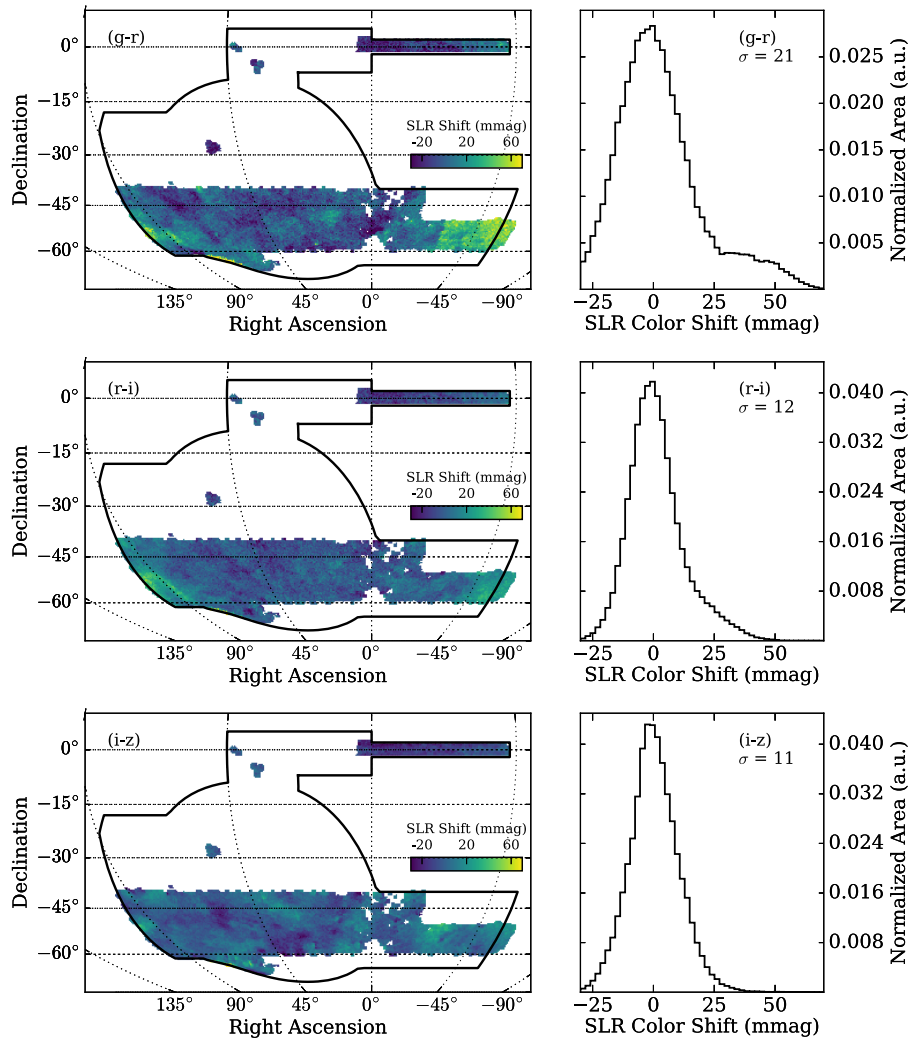 (g-r)
0°
−15°
−30°
−45°
−60°
Declination
SLR Shift (mmag)
-20 20 60
135° 90° 45° 0° −45° −90°
Right Ascension
(g-r)
σ = 21
0.025
0.020
0.015
0.010
0.005
Normalized Area (a.u.)
−25 0 25 50
SLR Color Shift (mmag)
(r-i)
0°
−15°
−30°
−45°
−60°
Declination
SLR Shift (mmag)
-20 20 60
135° 90° 45° 0° −45° −90°
Right Ascension
(r-i)
σ = 12
0.040
0.032
0.024
0.016
0.008
Normalized Area (a.u.)
−25 0 25 50
SLR Color Shift (mmag)
(i-z)
0°
−15°
−30°
−45°
−60°
Declination
SLR Shift (mmag)
-20 20 60
135° 90° 45° 0° −45° −90°
Right Ascension
(i-z)
σ = 11
0.040
0.032
0.024
0.016
0.008
Normalized Area (a.u.)
−25 0 25 50
SLR Color Shift (mmag)